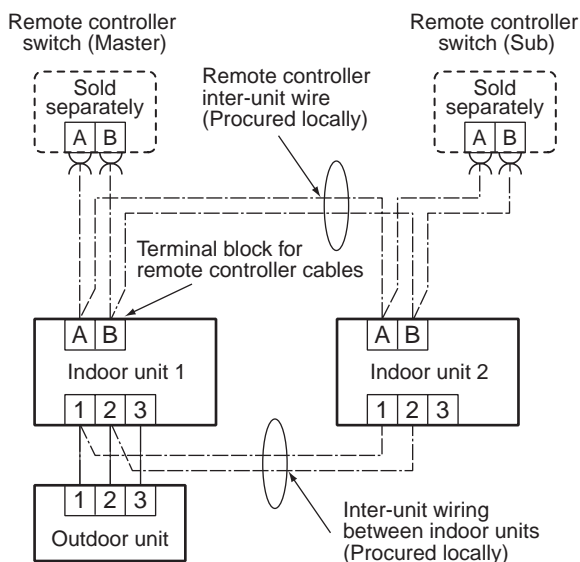 Remote controller
switch (Master)
Remote controller
switch (Sub)
Sold
separately
A B
Remote controller
inter-unit wire
(Procured locally)
Sold
separately
A B
Terminal block for
remote controller cables
A B
Indoor unit 1
1 2 3
A B
Indoor unit 2
1 2 3
1 2 3
Outdoor unit
Inter-unit wiring
between indoor units
(Procured locally)